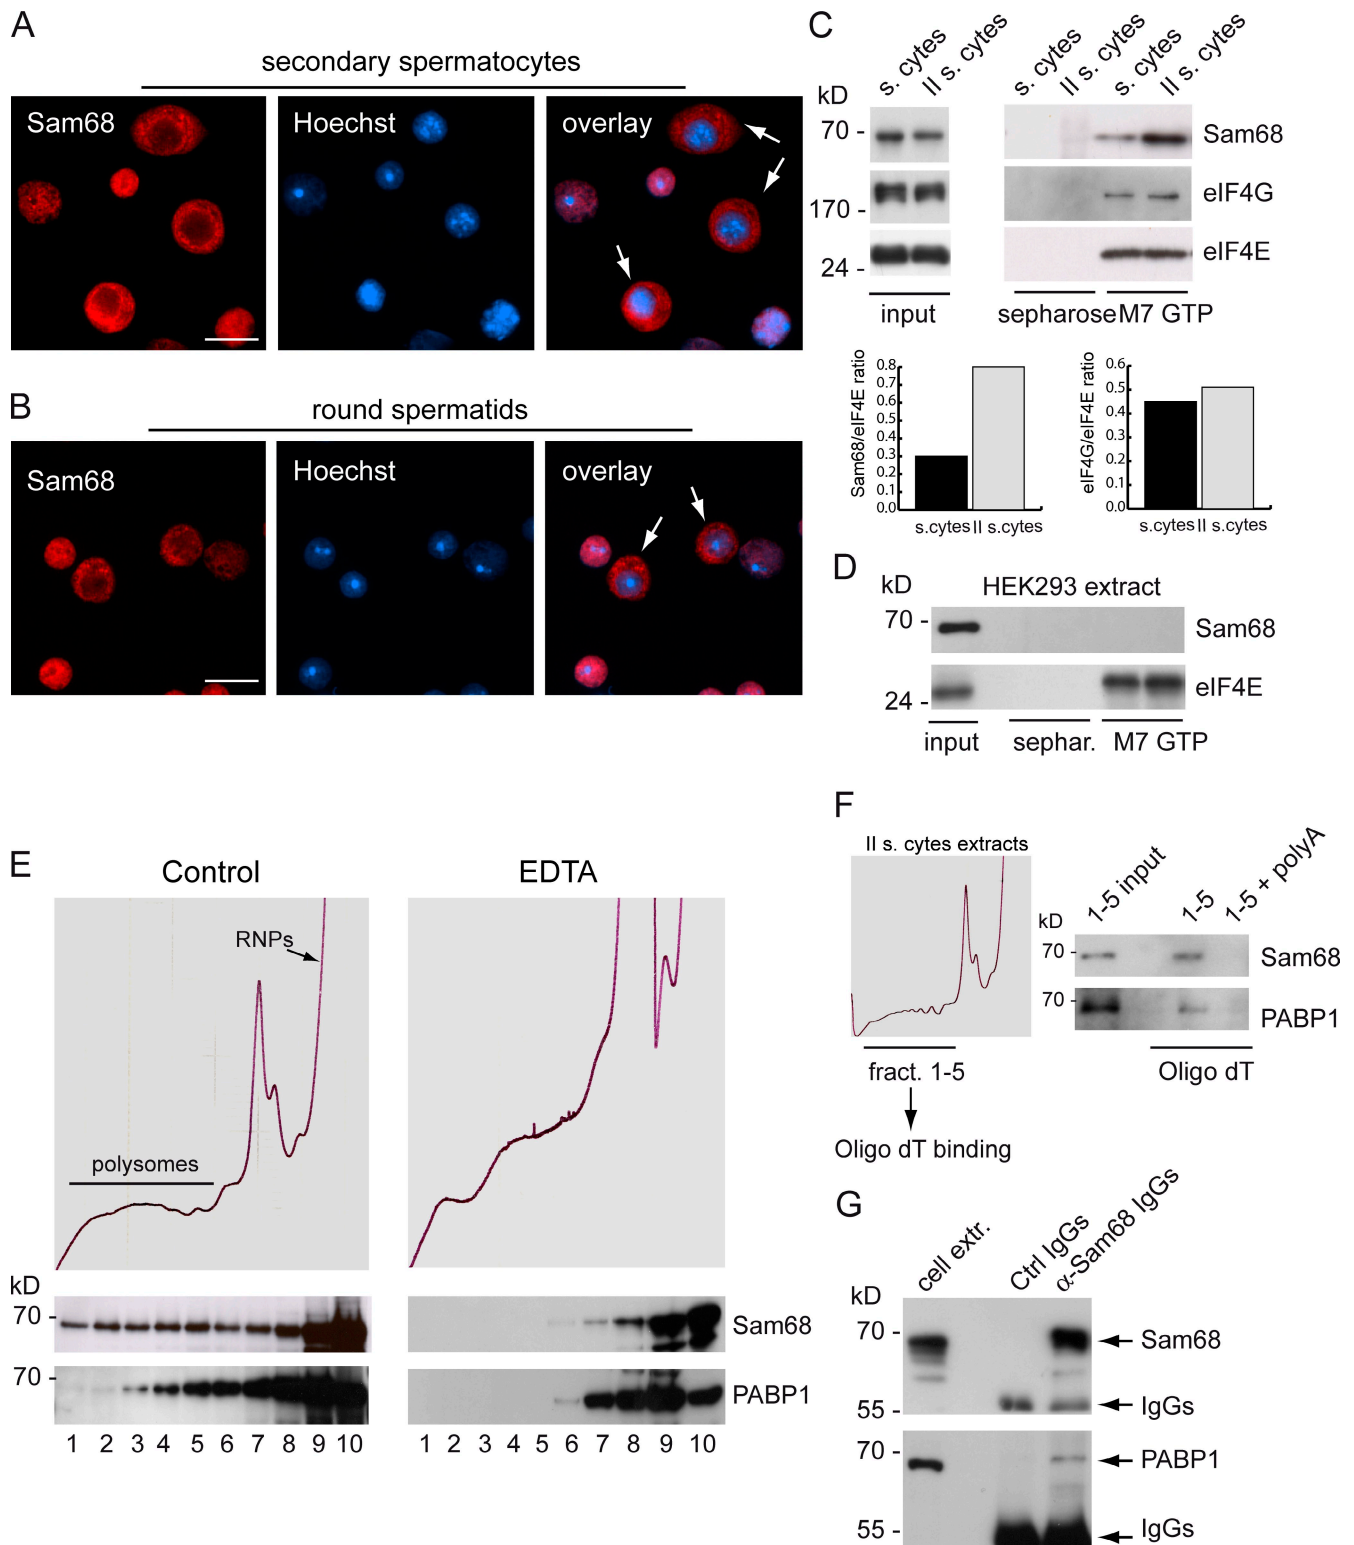 A
secondary spermatocytes
Sam68
Hoechst
overlay
B
round spermatids
Sam68
Hoechst
overlay
C
s. cytes
II s. cytes
s. cytes
II s. cytes
s. cytes
II s. cytes
kD
70 -
Sam68
170 -
eIF4G
24 -
eIF4E
input
sepharose
M7 GTP
Sam68/eIF4E ratio
0.8
0.7
0.6
0.5
0.4
0.3
0.2
0.1
0.0
s.cytes
II s.cytes
eIF4G/eIF4E ratio
0.6
0.5
0.4
0.3
0.2
0.1
0.0
s.cytes
II s.cytes
D
kD
HEK293 extract
70 -
Sam68
24 -
eIF4E
input
sephar.
M7 GTP
E
Control
EDTA
RNPs
polysomes
kD
70 -
Sam68
70 -
PABP1
1 2 3 4 5 6 7 8 9 10
1 2 3 4 5 6 7 8 9 10
F
II s. cytes extracts
fract. 1-5
Oligo dT binding
1-5 input
1-5
1-5 + polyA
kD
70 -
Sam68
70 -
PABP1
Oligo dT
G
cell extr.
Ctrl IgGs
α-Sam68 IgGs
kD
70 -
Sam68
55 -
IgGs
70 -
PABP1
55 -
IgGs